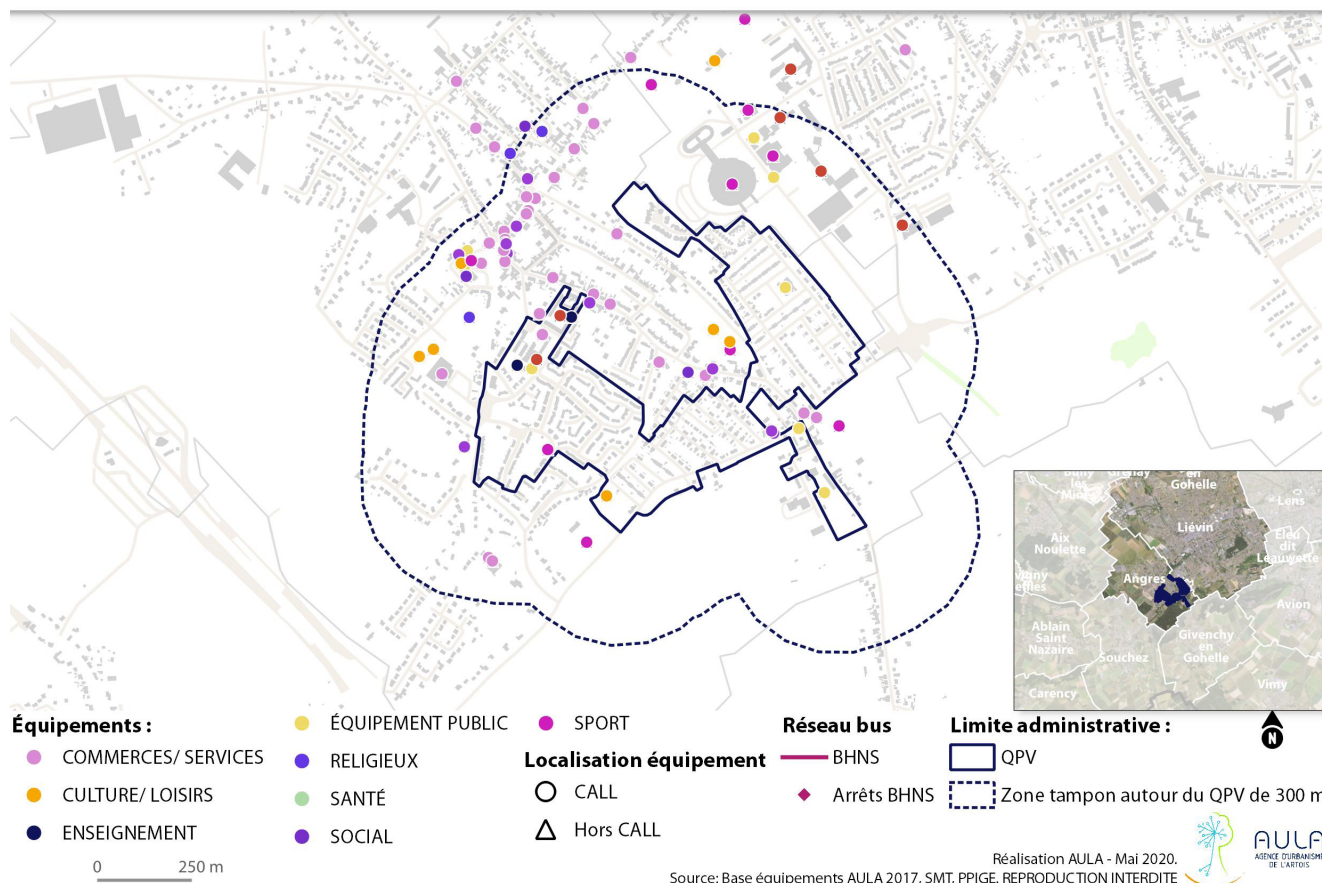 en
Gohelle
Lens
Liévin
Aix
Noulette
Eleu
dit
Leauwette
Angres
Avion
Ablain
Saint
Nazaire
Givenchy
en
Gohelle
Souchez
Vimy
Carency
N
Équipements :
COMMERCES/ SERVICES
CULTURE/ LOISIRS
ENSEIGNEMENT
ÉQUIPEMENT PUBLIC
RELIGIEUX
SANTÉ
SOCIAL
SPORT
Localisation équipement
CALL
Hors CALL
Réseau bus
BHNS
Arrêts BHNS
Limite administrative :
QPV
Zone tampon autour du QPV de 300 m
0 250 m
Réalisation AULA - Mai 2020.
Source: Base équipements AULA 2017, SMT, PPIGE, REPRODUCTION INTERDITE
AULA
AGENCE D'URBANISME
DE L'ARTOIS